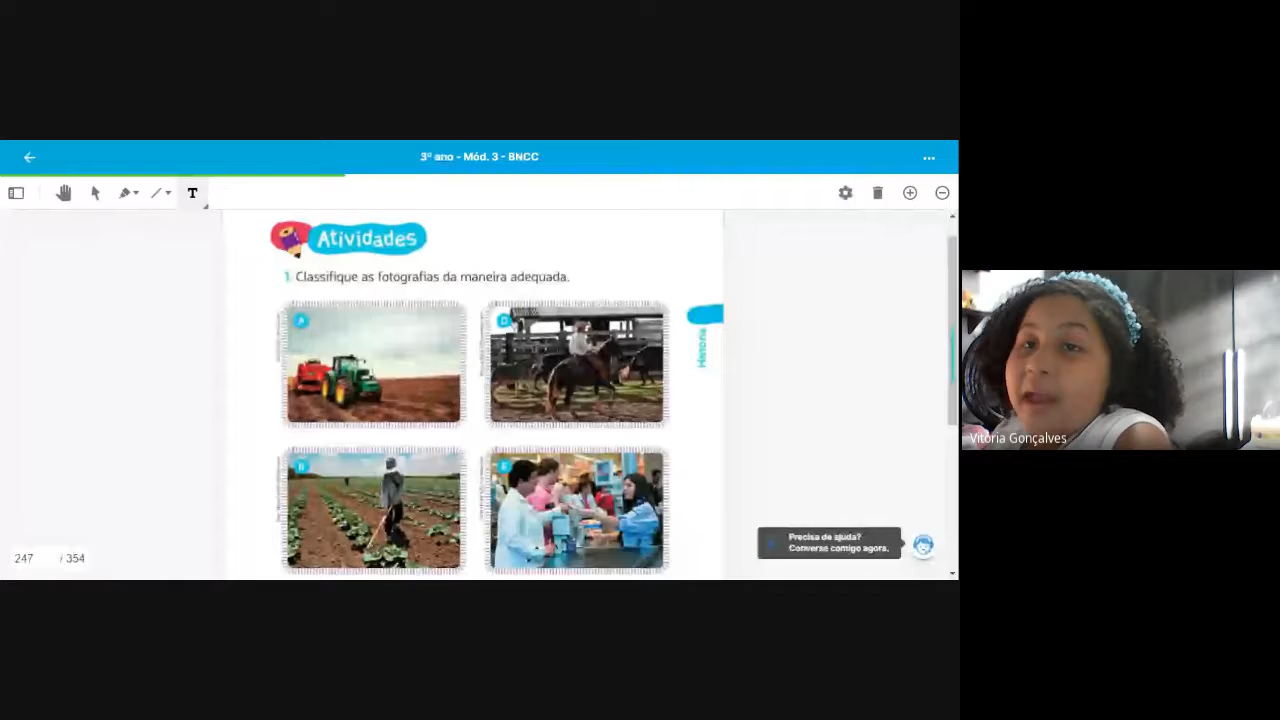 3º ano - Mód. 3 - BNCC
T
Atividades
1 Classifique as fotografias da maneira adequada.
A
D
História
B
E
Precisa de ajuda?
Converse comigo agora.
247 / 354
Vitória Gonçalves